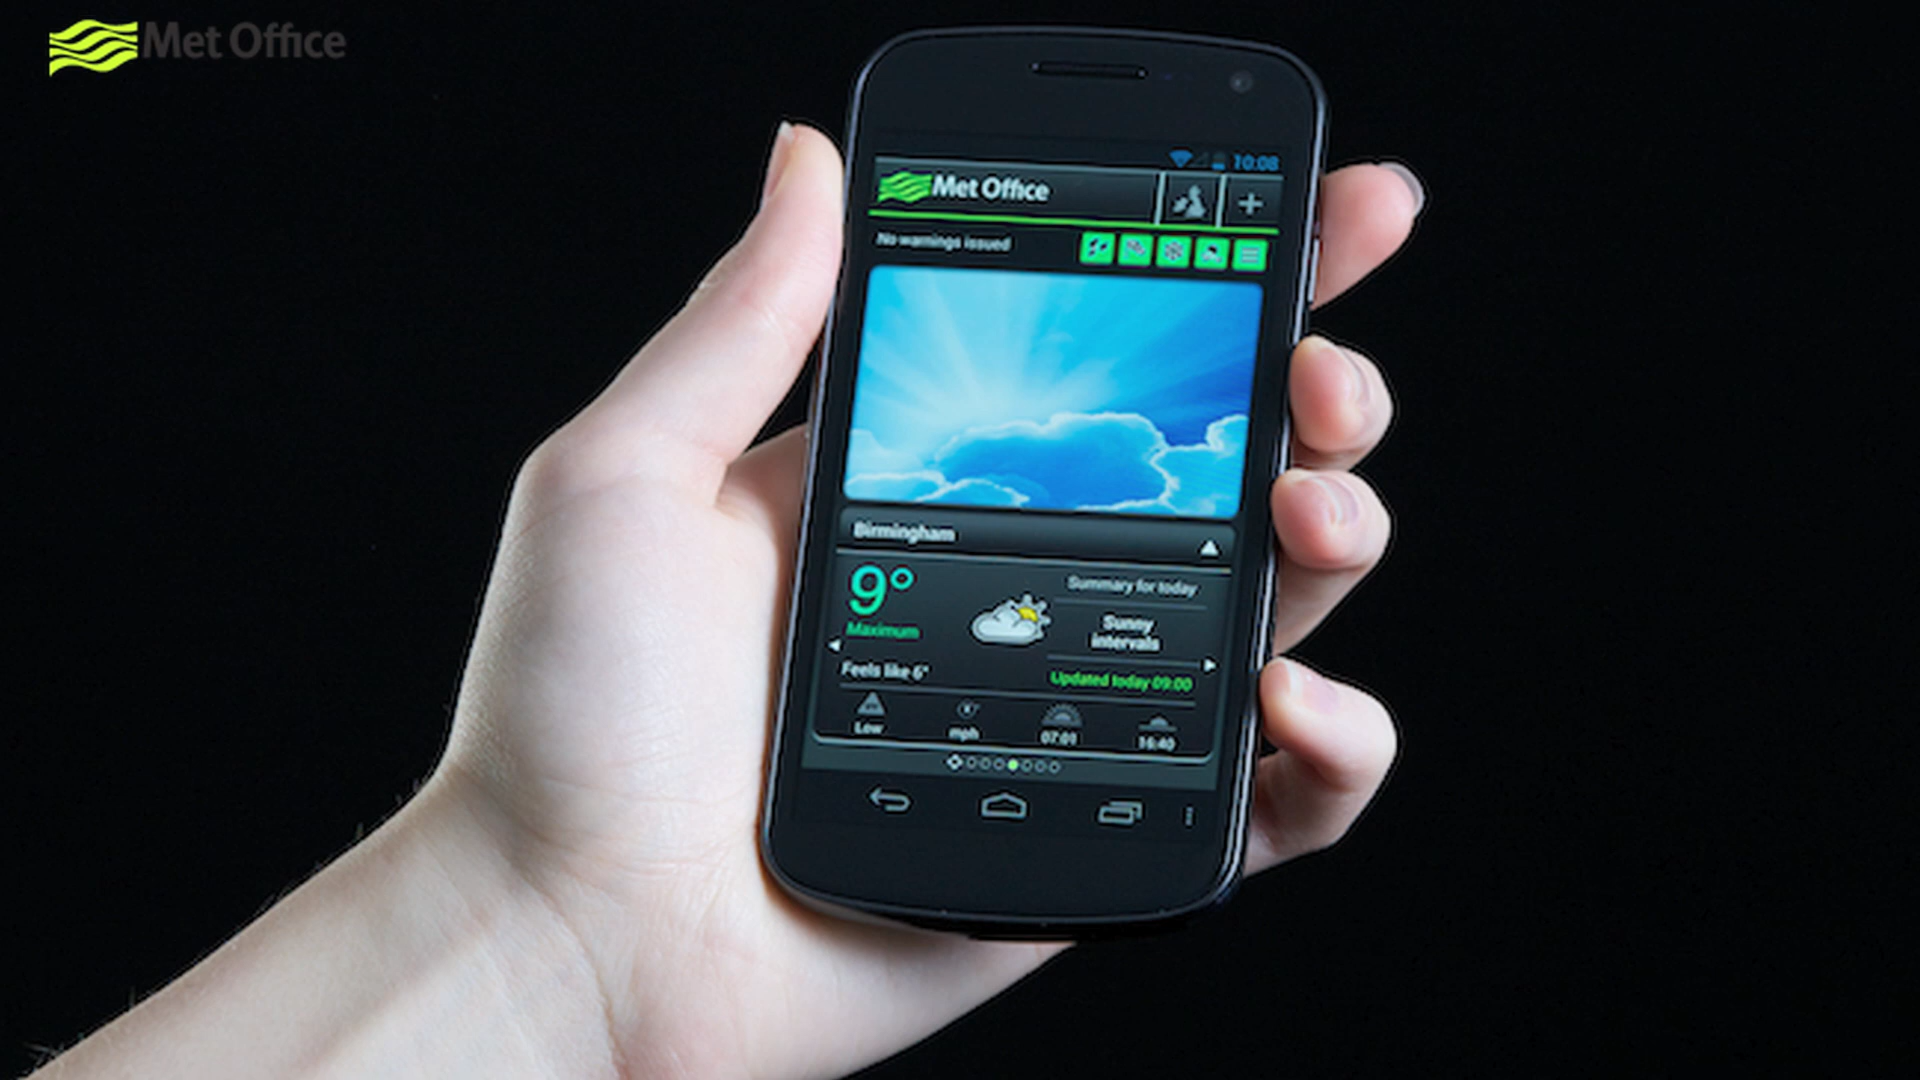 Met Office
10:08
Met Office
No warnings issued
Birmingham
9°
Maximum
Summary for today
Sunny
intervals
Feels like 6°
Updated today 09:00
Low
mph
07:01
16:40